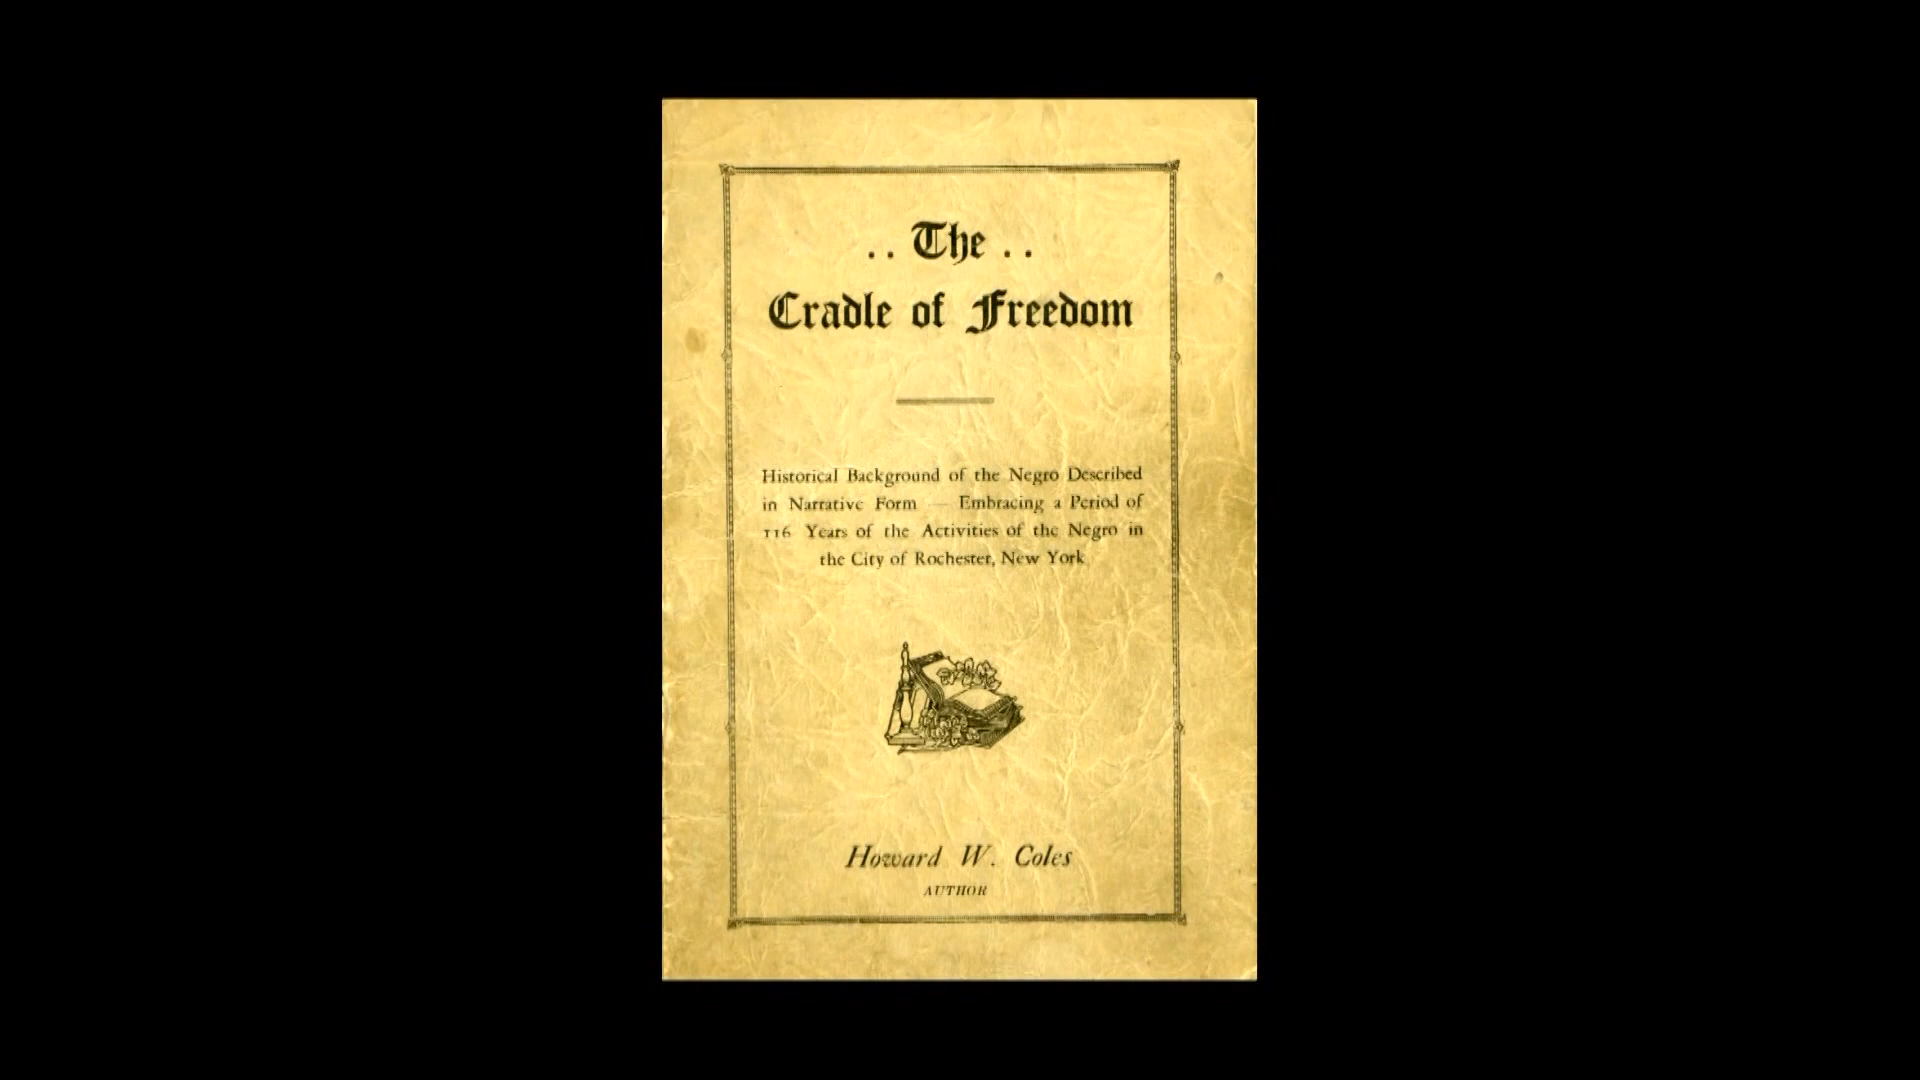 .. The ..
Cradle of Freedom
Historical Background of the Negro Described
in Narrative Form — Embracing a Period of
116 Years of the Activities of the Negro in
the City of Rochester, New York
Howard W. Coles
AUTHOR